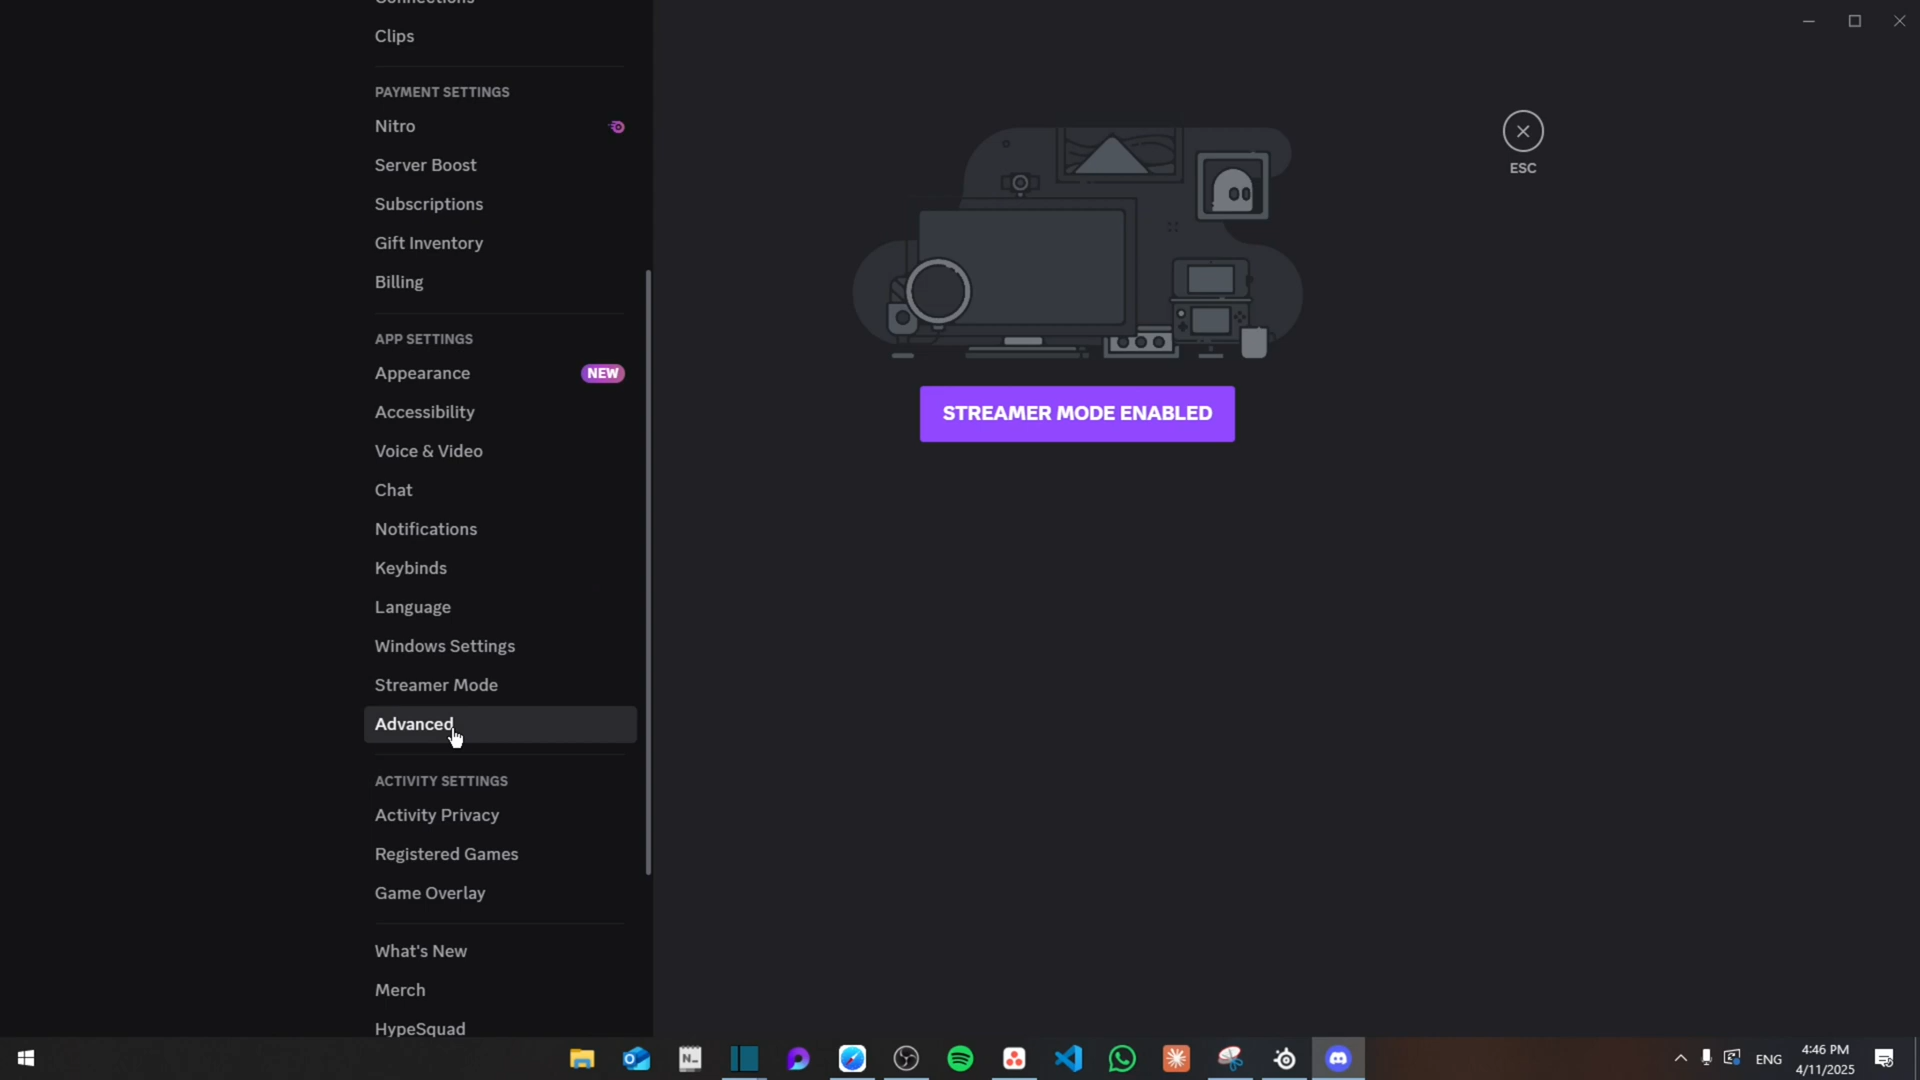 Connections
Clips
PAYMENT SETTINGS
Nitro
Server Boost
Subscriptions
Gift Inventory
Billing
APP SETTINGS
Appearance
NEW
Accessibility
Voice & Video
Chat
Notifications
Keybinds
Language
Windows Settings
Streamer Mode
Advanced
ACTIVITY SETTINGS
Activity Privacy
Registered Games
Game Overlay
What's New
Merch
HypeSquad
STREAMER MODE ENABLED
ESC
N
ENG
4:46 PM
4/11/2025